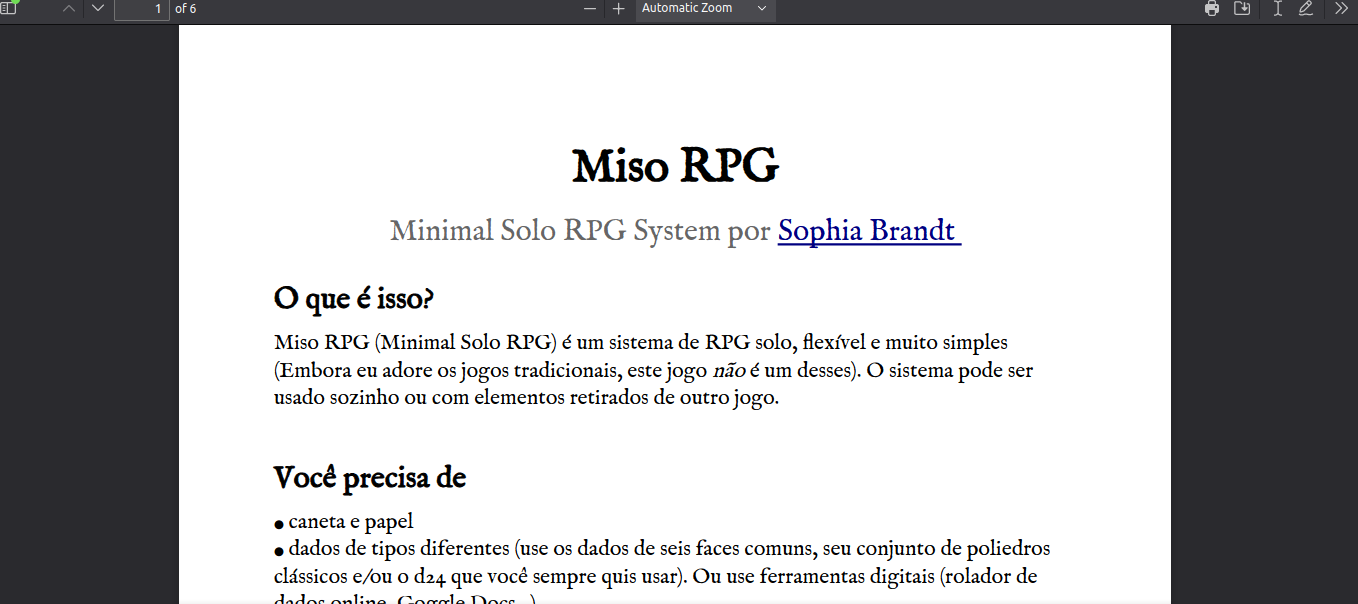 1 of 6
Automatic Zoom
Miso RPG
Minimal Solo RPG System por Sophia Brandt
O que é isso?
Miso RPG (Minimal Solo RPG) é um sistema de RPG solo, flexível e muito simples
(Embora eu adore os jogos tradicionais, este jogo não é um desses). O sistema pode ser
usado sozinho ou com elementos retirados de outro jogo.
Você precisa de
● caneta e papel
● dados de tipos diferentes (use os dados de seis faces comuns, seu conjunto de poliedros
clássicos e/ou o d24 que você sempre quis usar). Ou use ferramentas digitais (rolador de
dados online, Goggle Docs...)